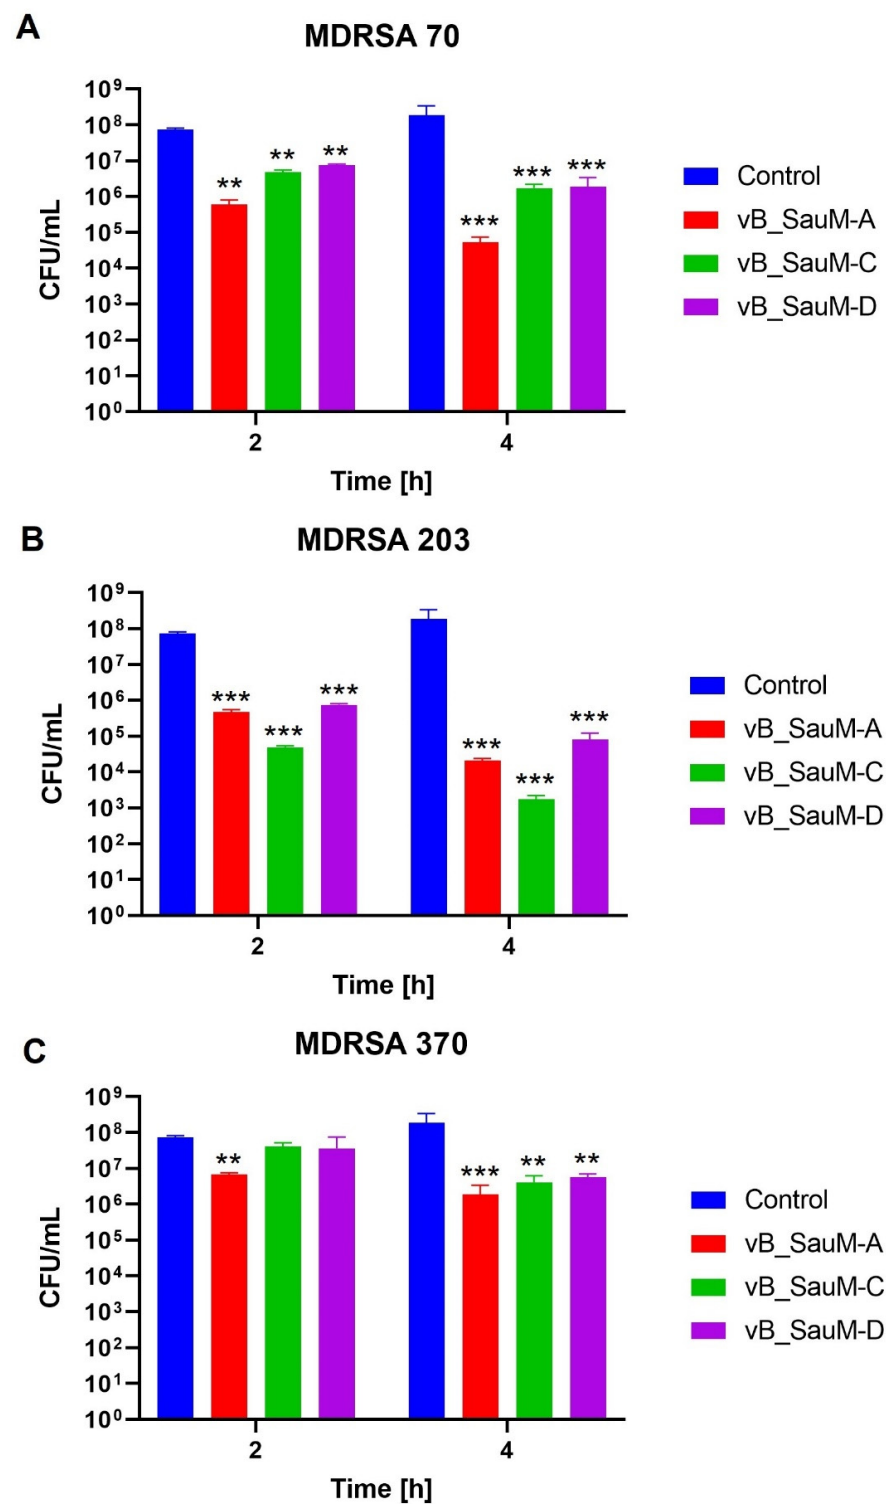 A
MDRSA 70
10⁹
10⁸
10⁷
10⁶
10⁵
10⁴
10³
10²
10¹
10⁰
CFU/mL
** ** **
*** *** ***
2 4
Time [h]
Control
vB_SauM-A
vB_SauM-C
vB_SauM-D
B
MDRSA 203
10⁹
10⁸
10⁷
10⁶
10⁵
10⁴
10³
10²
10¹
10⁰
CFU/mL
*** *** ***
*** *** ***
2 4
Time [h]
Control
vB_SauM-A
vB_SauM-C
vB_SauM-D
C
MDRSA 370
10⁹
10⁸
10⁷
10⁶
10⁵
10⁴
10³
10²
10¹
10⁰
CFU/mL
**
*** ** **
2 4
Time [h]
Control
vB_SauM-A
vB_SauM-C
vB_SauM-D